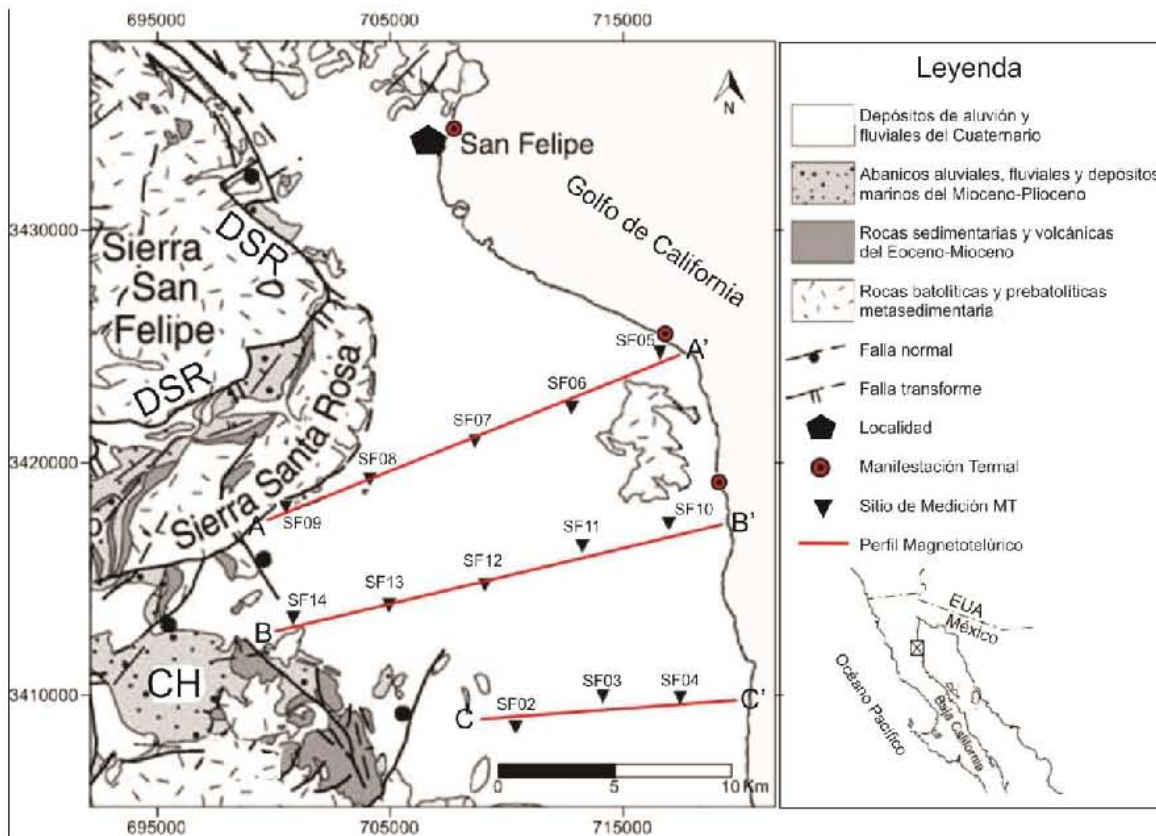 695000
705000
715000
3430000
3420000
3410000
N
San Felipe
Golfo de California
DSR
Sierra
San
Felipe
DSR
Sierra Santa Rosa
SF05
A'
SF06
SF07
SF08
A
SF09
SF10
B'
SF11
SF12
SF13
SF14
B
CH
SF03
SF04
C'
C
SF02
0
5
10 Km
695000
705000
715000
Leyenda
Depósitos de aluvión y
fluviales del Cuaternario
Abanicos aluviales, fluviales y depósitos
marinos del Mioceno-Plioceno
Rocas sedimentarias y volcánicas
del Eoceno-Mioceno
Rocas batolíticas y prebatolíticas
metasedimentaria
Falla normal
Falla transforme
Localidad
Manifestación Termal
Sitio de Medición MT
Perfil Magnetotelúrico
EUA
México
Océano Pacífico
Baja
California